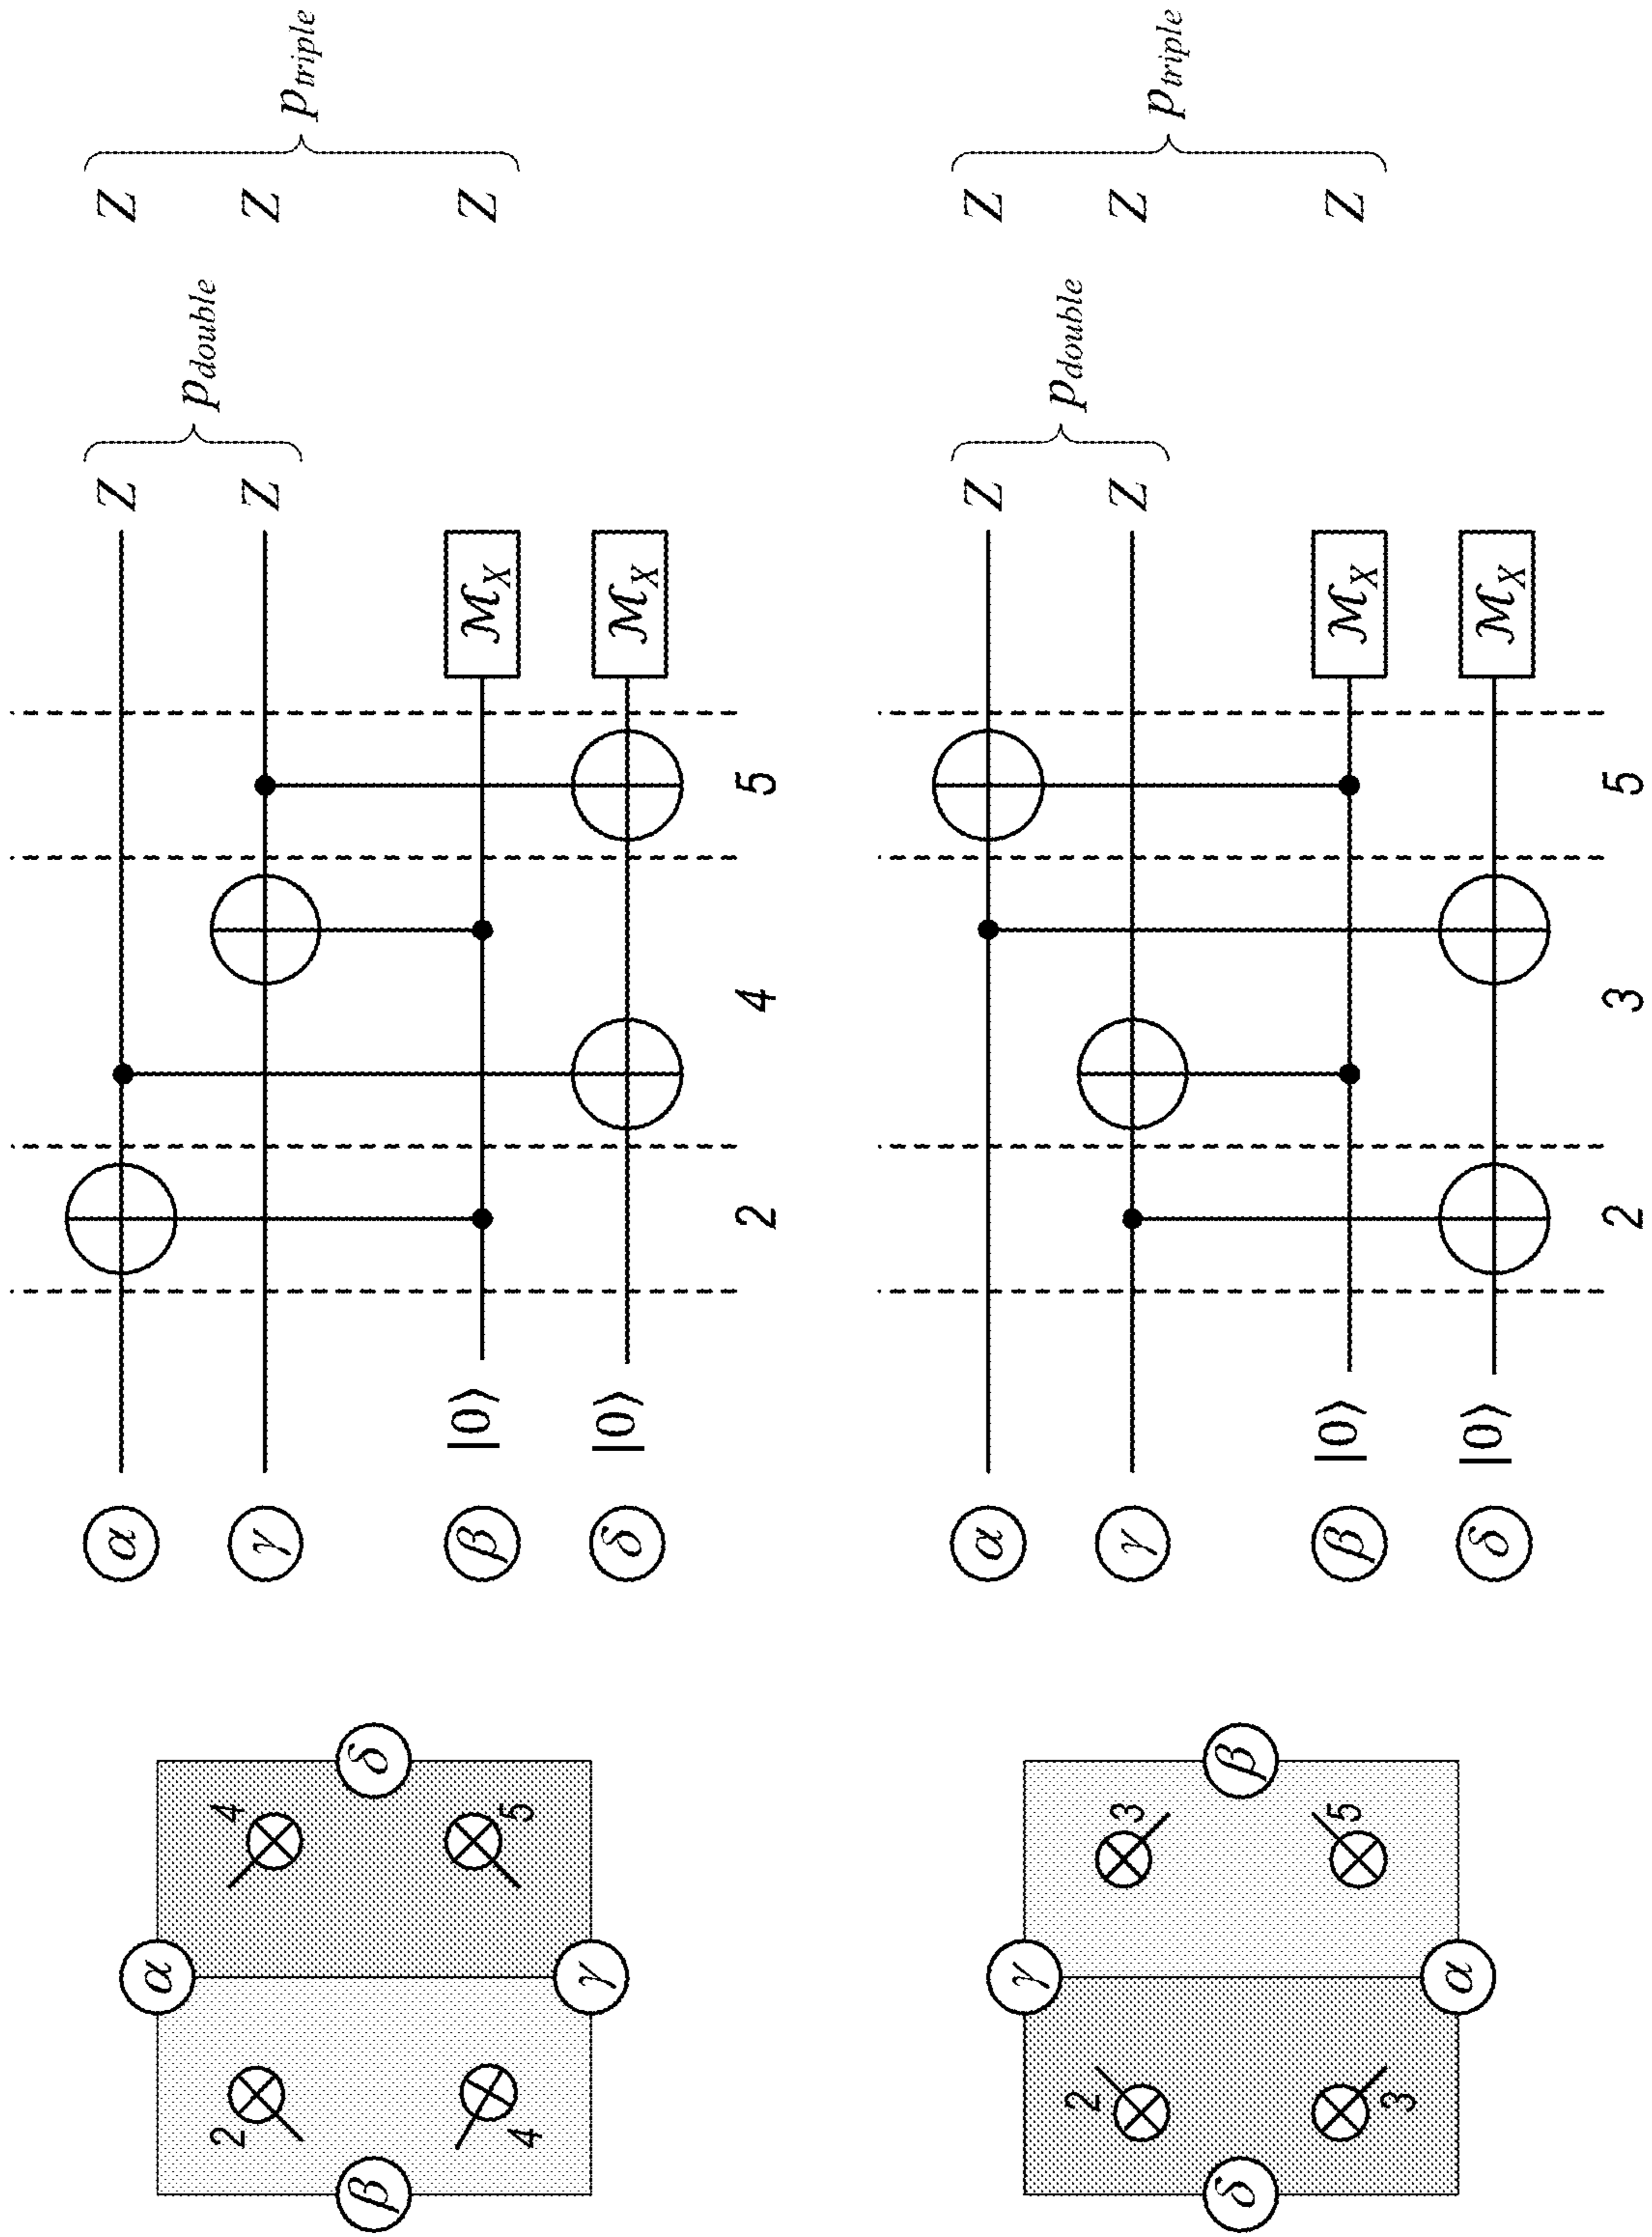 α
2 4
β δ
4 5
γ
α Z Z
p_double
γ Z Z
p_triple
β |0⟩ ℳ_X Z
δ |0⟩ ℳ_X
2 4 5
γ
2 3
δ β
3 5
α
α Z Z
p_double
γ Z Z
p_triple
β |0⟩ ℳ_X Z
δ |0⟩ ℳ_X
2 3 5